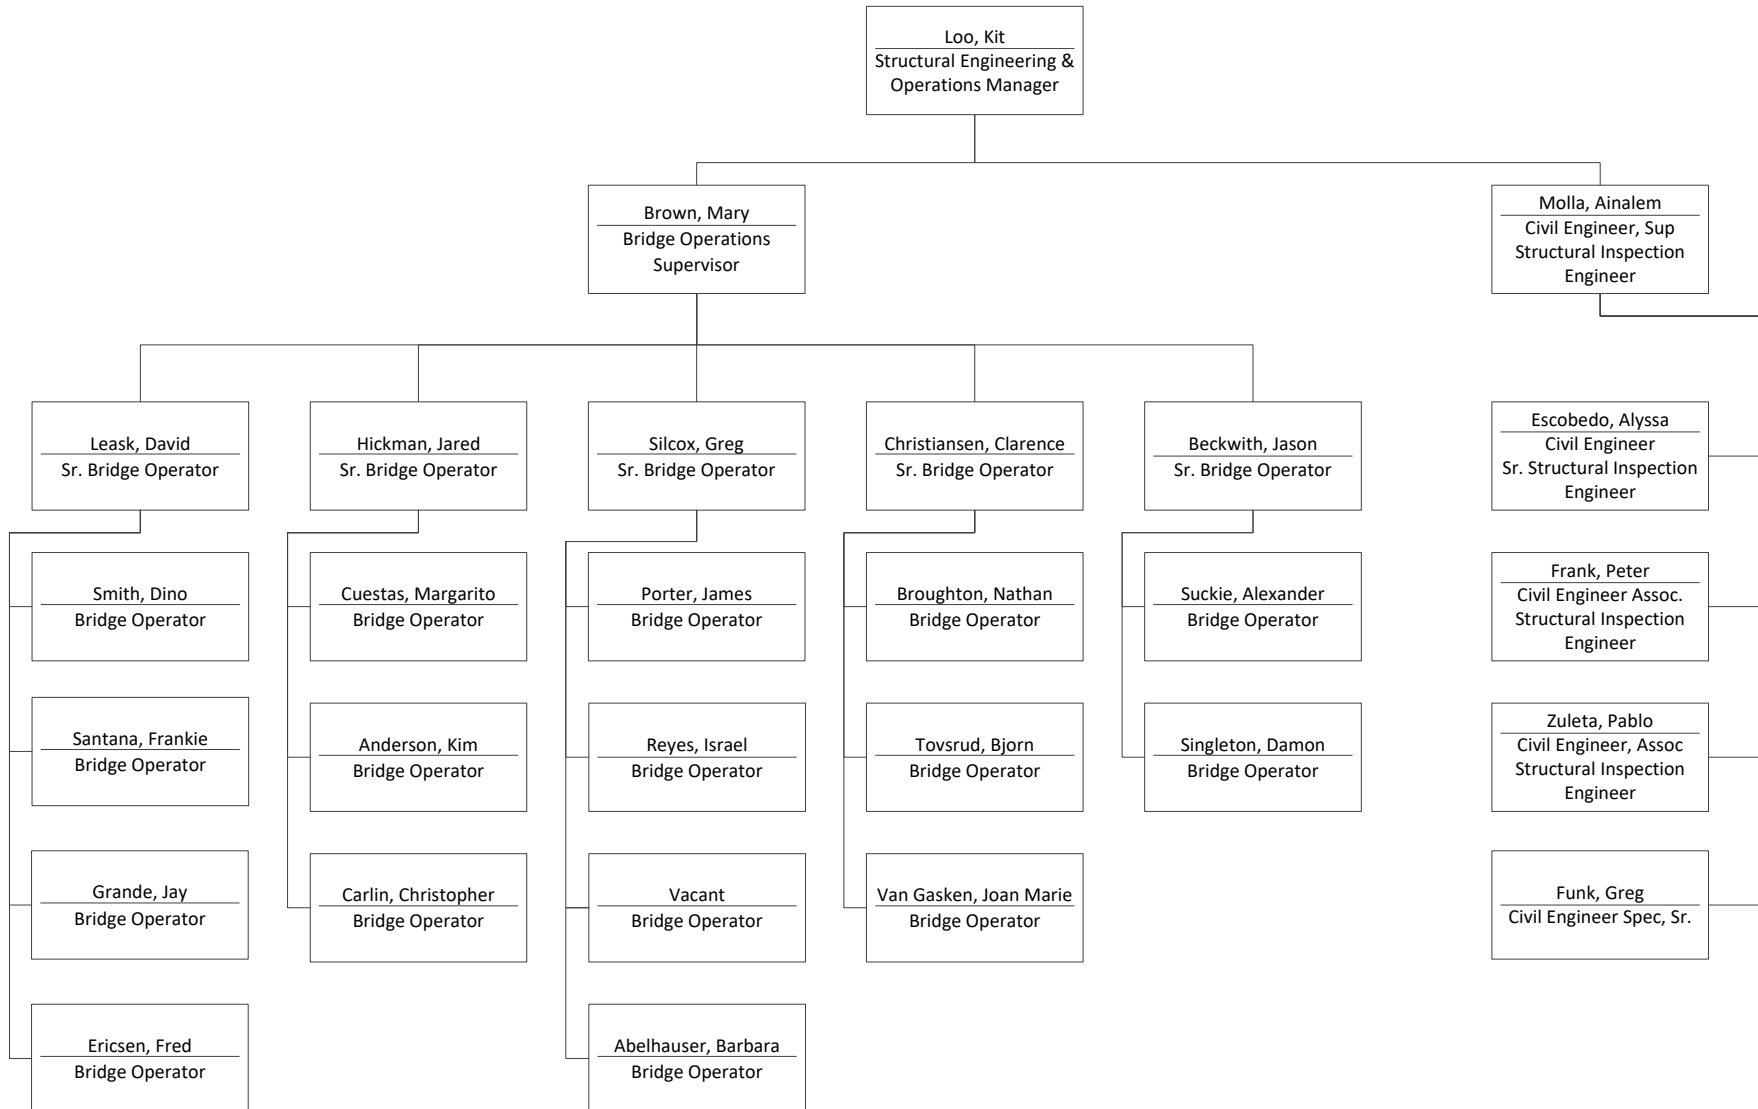 Loo, Kit
Structural Engineering &
Operations Manager
Brown, Mary
Bridge Operations
Supervisor
Molla, Ainalem
Civil Engineer, Sup
Structural Inspection
Engineer
Leask, David
Sr. Bridge Operator
Hickman, Jared
Sr. Bridge Operator
Silcox, Greg
Sr. Bridge Operator
Christiansen, Clarence
Sr. Bridge Operator
Beckwith, Jason
Sr. Bridge Operator
Escobedo, Alyssa
Civil Engineer
Sr. Structural Inspection
Engineer
Smith, Dino
Bridge Operator
Cuestas, Margarito
Bridge Operator
Porter, James
Bridge Operator
Broughton, Nathan
Bridge Operator
Suckie, Alexander
Bridge Operator
Frank, Peter
Civil Engineer Assoc.
Structural Inspection
Engineer
Santana, Frankie
Bridge Operator
Anderson, Kim
Bridge Operator
Reyes, Israel
Bridge Operator
Tovsrud, Bjorn
Bridge Operator
Singleton, Damon
Bridge Operator
Zuleta, Pablo
Civil Engineer, Assoc
Structural Inspection
Engineer
Grande, Jay
Bridge Operator
Carlin, Christopher
Bridge Operator
Vacant
Bridge Operator
Van Gasken, Joan Marie
Bridge Operator
Funk, Greg
Civil Engineer Spec, Sr.
Ericsen, Fred
Bridge Operator
Abelhauser, Barbara
Bridge Operator